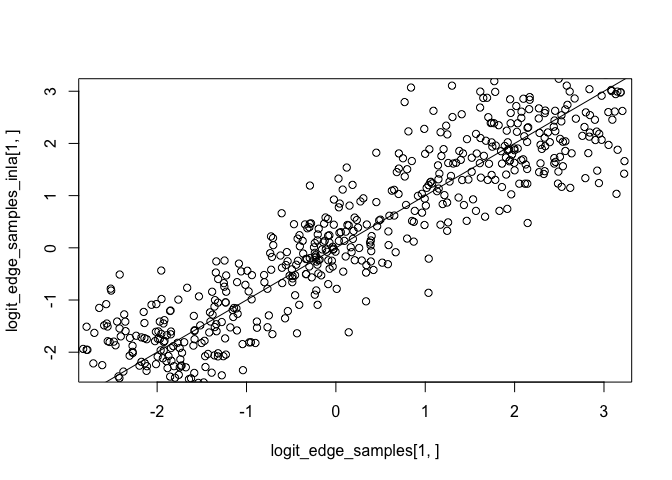 logit_edge_samples_inla[1, ]
3
2
1
0
-1
-2
-2 -1 0 1 2 3
logit_edge_samples[1, ]